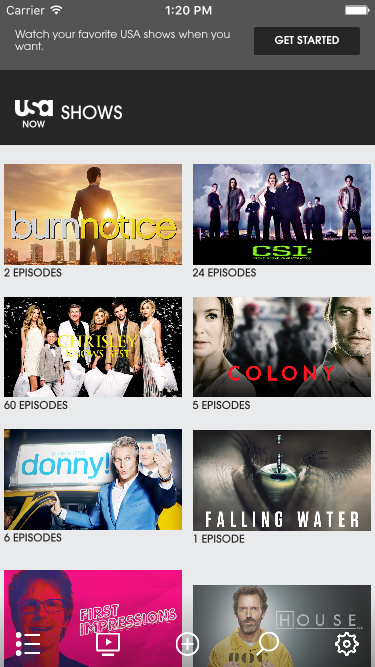 Carrier 1:20 PM
Watch your favorite USA shows when you
want.
GET STARTED
usa
NOW
SHOWS
burnnotice
CSI:
2 EPISODES
24 EPISODES
CHRISLEY
KNOWS BEST
COLONY
60 EPISODES
5 EPISODES
donny!
FALLING WATER
6 EPISODES
1 EPISODE
FIRST
IMPRESSIONS
HOUSE